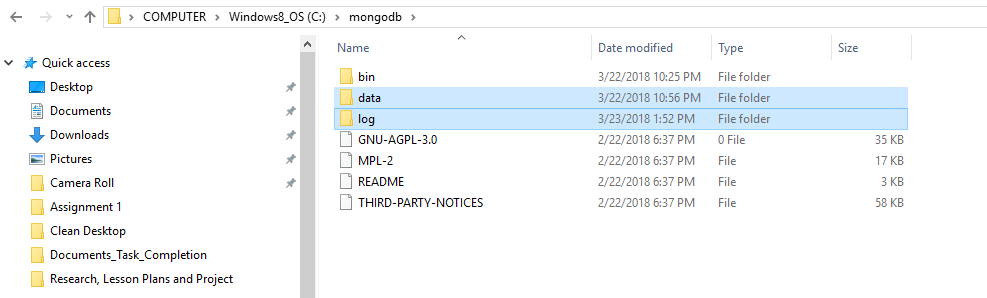 COMPUTER > Windows8_OS (C:) > mongodb >
Name Date modified Type Size
Quick access
Desktop
Documents
Downloads
Pictures
Camera Roll
Assignment 1
Clean Desktop
Documents_Task_Completion
Research, Lesson Plans and Project
bin 3/22/2018 10:25 PM File folder
data 3/22/2018 10:56 PM File folder
log 3/23/2018 1:52 PM File folder
GNU-AGPL-3.0 2/22/2018 6:37 PM 0 File 35 KB
MPL-2 2/22/2018 6:37 PM File 17 KB
README 2/22/2018 6:37 PM File 3 KB
THIRD-PARTY-NOTICES 2/22/2018 6:37 PM File 58 KB